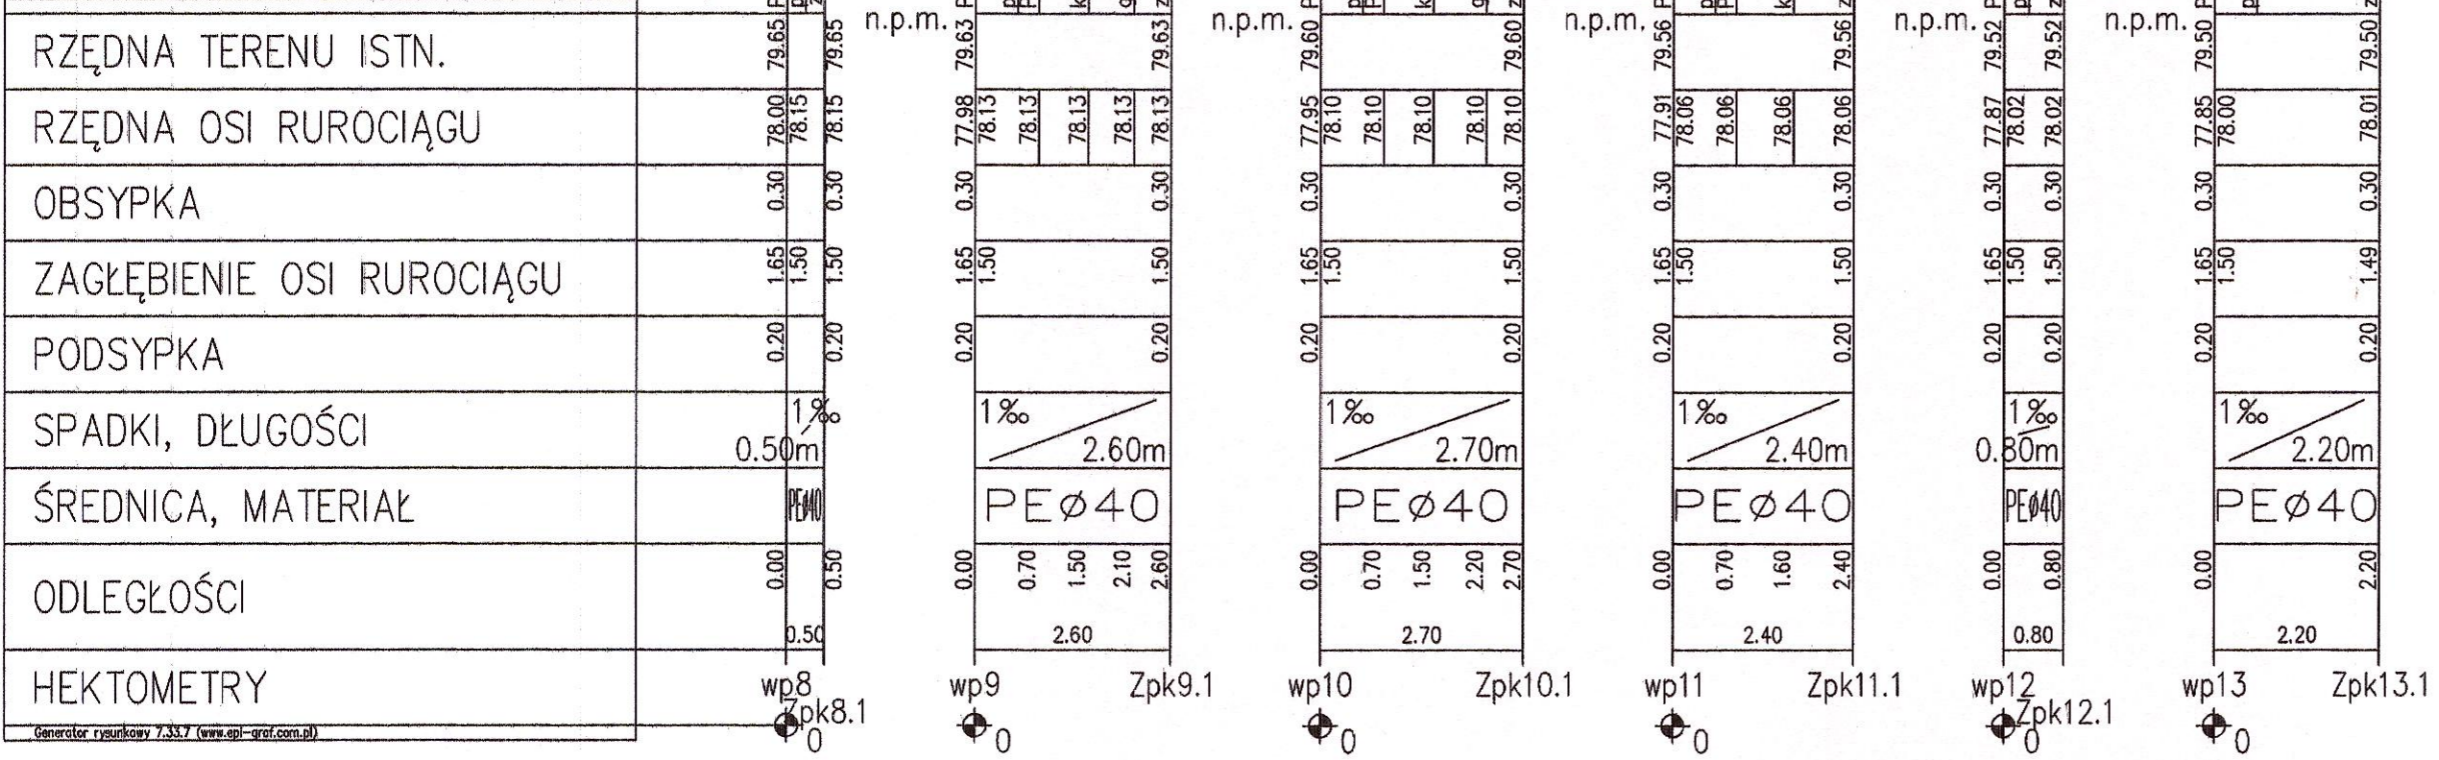 n.p.m. n.p.m. n.p.m. n.p.m. n.p.m.
RZĘDNA TERENU ISTN. 79.65 79.65 79.63 79.63 79.60 79.60 79.56 79.56 79.52 79.52 79.50 79.50
RZĘDNA OSI RUROCIĄGU 78.00 78.15 78.15 77.98 78.13 78.13 78.13 78.13 78.13 77.95 78.10 78.10 78.10 78.10 78.10 77.91 78.06 78.06 78.06 78.06 77.87 78.02 78.02 77.85 78.00 78.01
OBSYPKA 0.30 0.30 0.30 0.30 0.30 0.30 0.30 0.30 0.30 0.30 0.30 0.30
ZAGŁĘBIENIE OSI RUROCIĄGU 1.65 1.50 1.50 1.65 1.50 1.50 1.65 1.50 1.50 1.65 1.50 1.50 1.65 1.50 1.50 1.65 1.50 1.49
PODSYPKA 0.20 0.20 0.20 0.20 0.20 0.20 0.20 0.20 0.20 0.20 0.20 0.20
SPADKI, DŁUGOŚCI 1‰ 0.50m 1‰ 2.60m 1‰ 2.70m 1‰ 2.40m 1‰ 0.80m 1‰ 2.20m
ŚREDNICA, MATERIAŁ PEø40 PEø40 PEø40 PEø40 PEø40 PEø40
ODLEGŁOŚCI 0.00 0.50 0.00 0.70 1.50 2.10 2.60 0.00 0.70 1.50 2.20 2.70 0.00 0.70 1.60 2.40 0.00 0.80 0.00 2.20
0.50 2.60 2.70 2.40 0.80 2.20
HEKTOMETRY wp8 wp9 Zpk9.1 wp10 Zpk10.1 wp11 Zpk11.1 wp12 wp13 Zpk13.1
Zpk8.1 Zpk12.1
0 0 0 0 0 0
Generator rysunkowy 7.33.7 (www.epi-graf.com.pl)